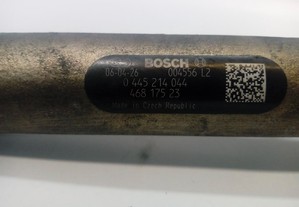 BOSCH
06-04-26 004556 L2
0 445 214 044
468 175 23
Made in Czech Republic